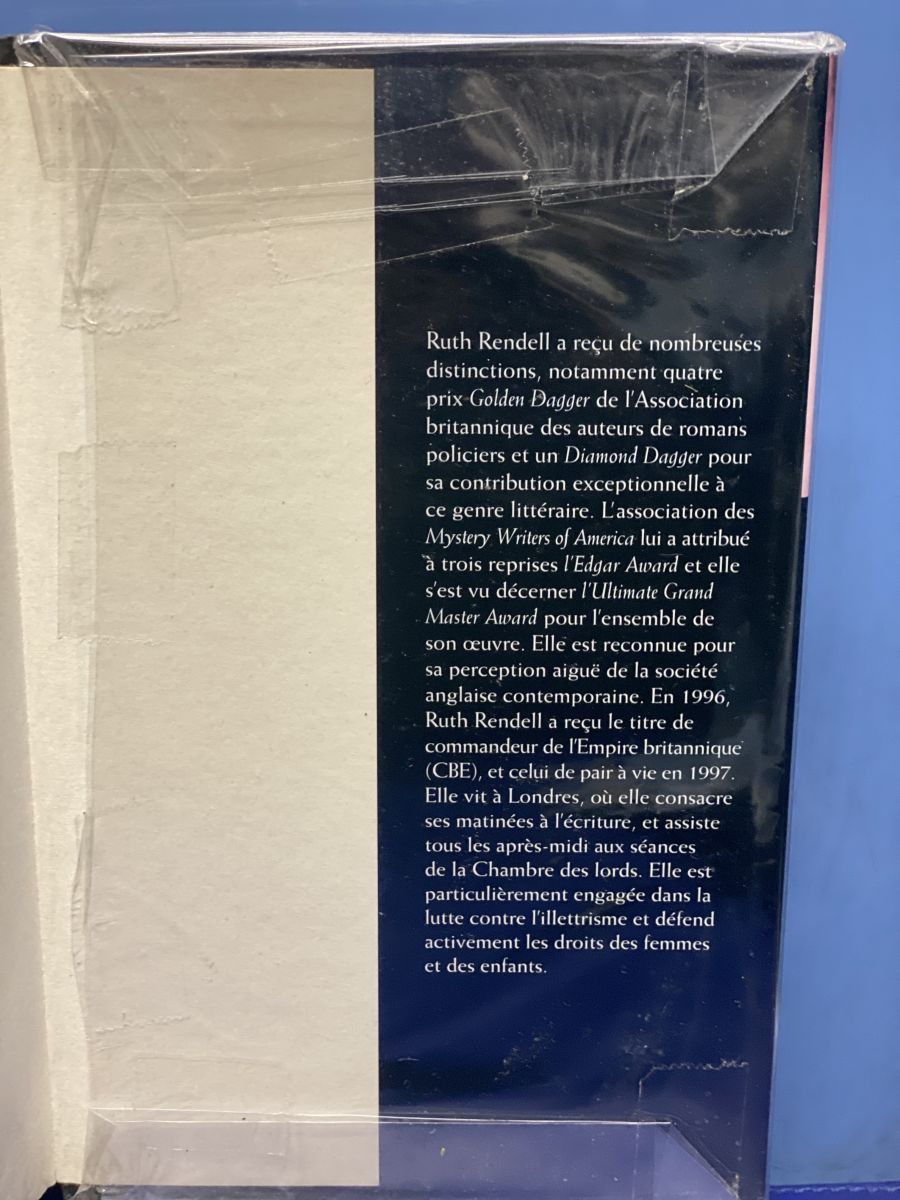 Ruth Rendell a reçu de nombreuses
distinctions, notamment quatre
prix Golden Dagger de l'Association
britannique des auteurs de romans
policiers et un Diamond Dagger pour
sa contribution exceptionnelle à
ce genre littéraire. L'association des
Mystery Writers of America lui a attribué
à trois reprises l'Edgar Award et elle
s'est vu décerner l'Ultimate Grand
Master Award pour l'ensemble de
son œuvre. Elle est reconnue pour
sa perception aiguë de la société
anglaise contemporaine. En 1996,
Ruth Rendell a reçu le titre de
commandeur de l'Empire britannique
(CBE), et celui de pair à vie en 1997.
Elle vit à Londres, où elle consacre
ses matinées à l'écriture, et assiste
tous les après-midi aux séances
de la Chambre des lords. Elle est
particulièrement engagée dans la
lutte contre l'illettrisme et défend
activement les droits des femmes
et des enfants.